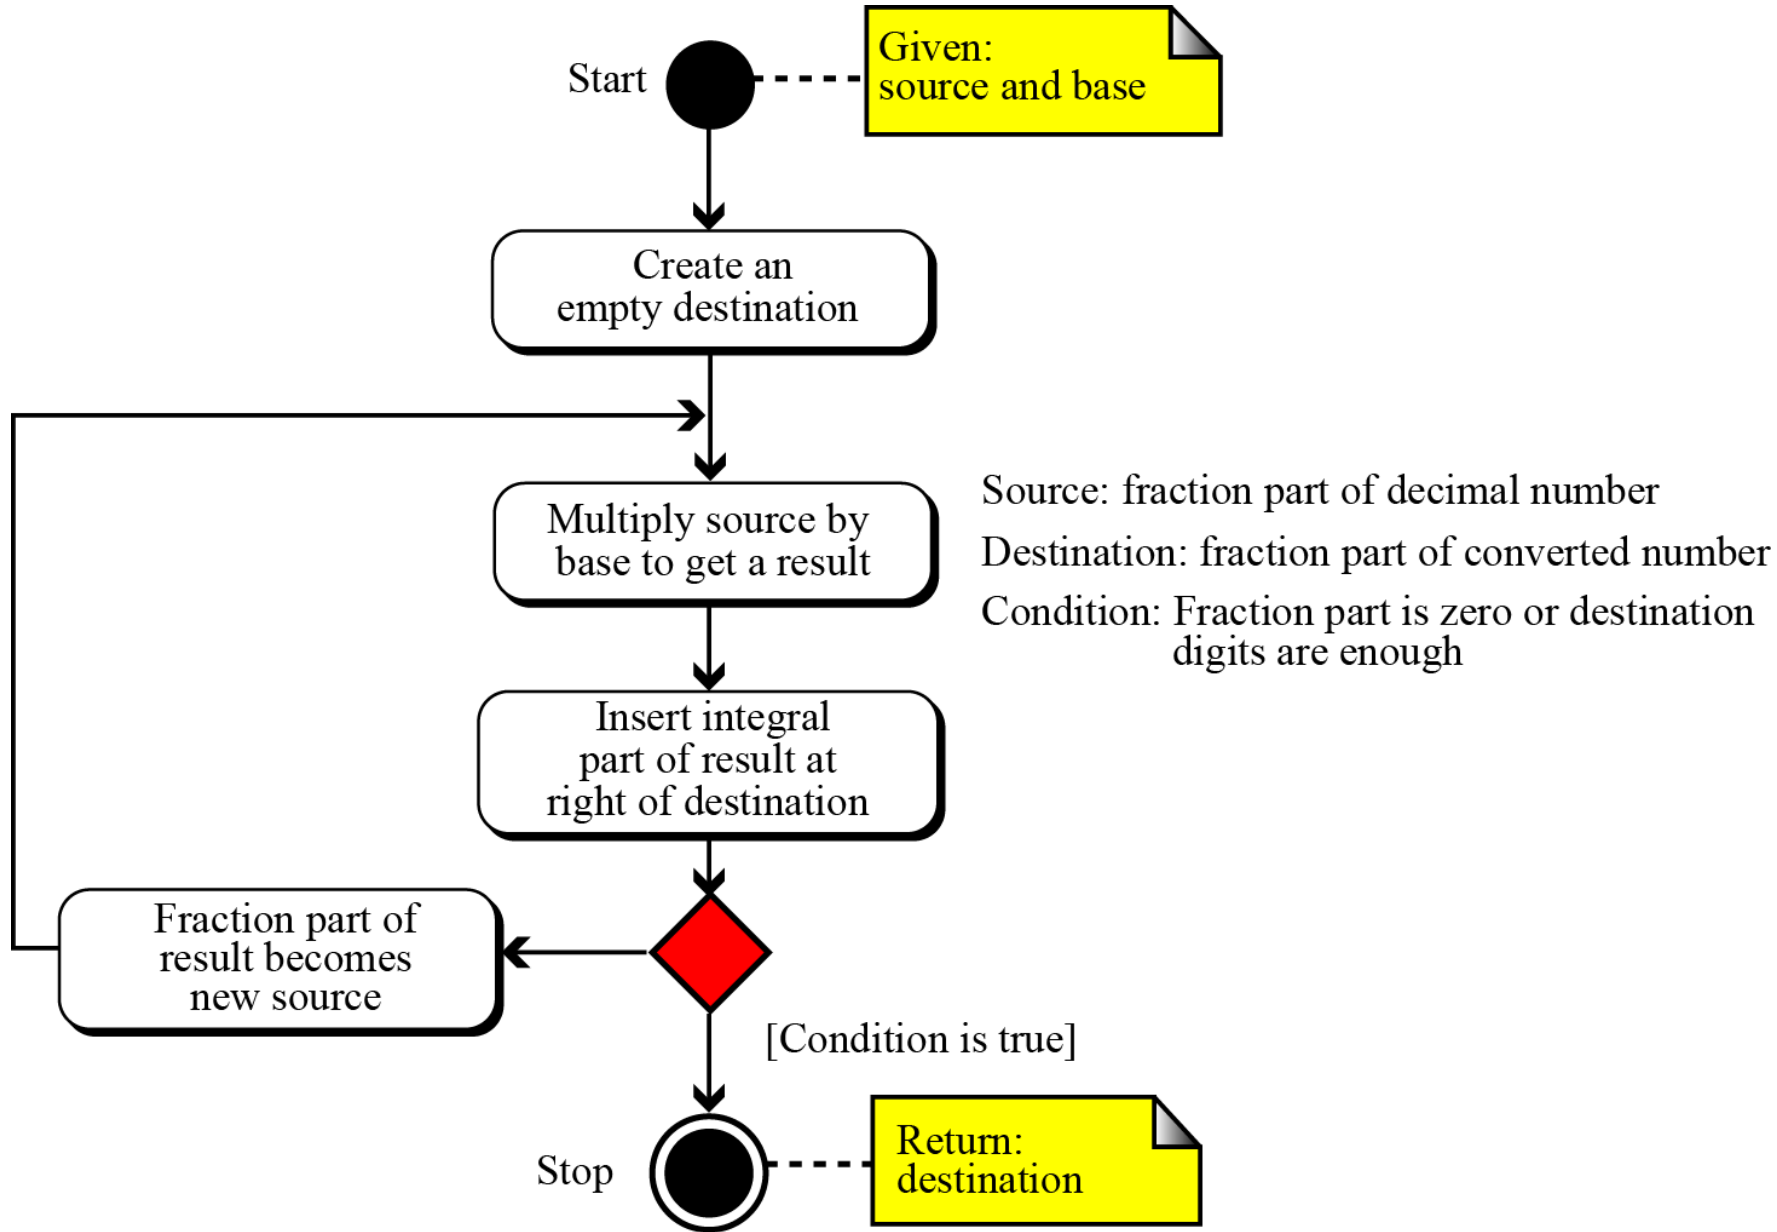 Start
Given:
source and base
Create an
empty destination
Multiply source by
base to get a result
Source: fraction part of decimal number
Destination: fraction part of converted number
Condition: Fraction part is zero or destination
digits are enough
Insert integral
part of result at
right of destination
Fraction part of
result becomes
new source
[Condition is true]
Stop
Return:
destination